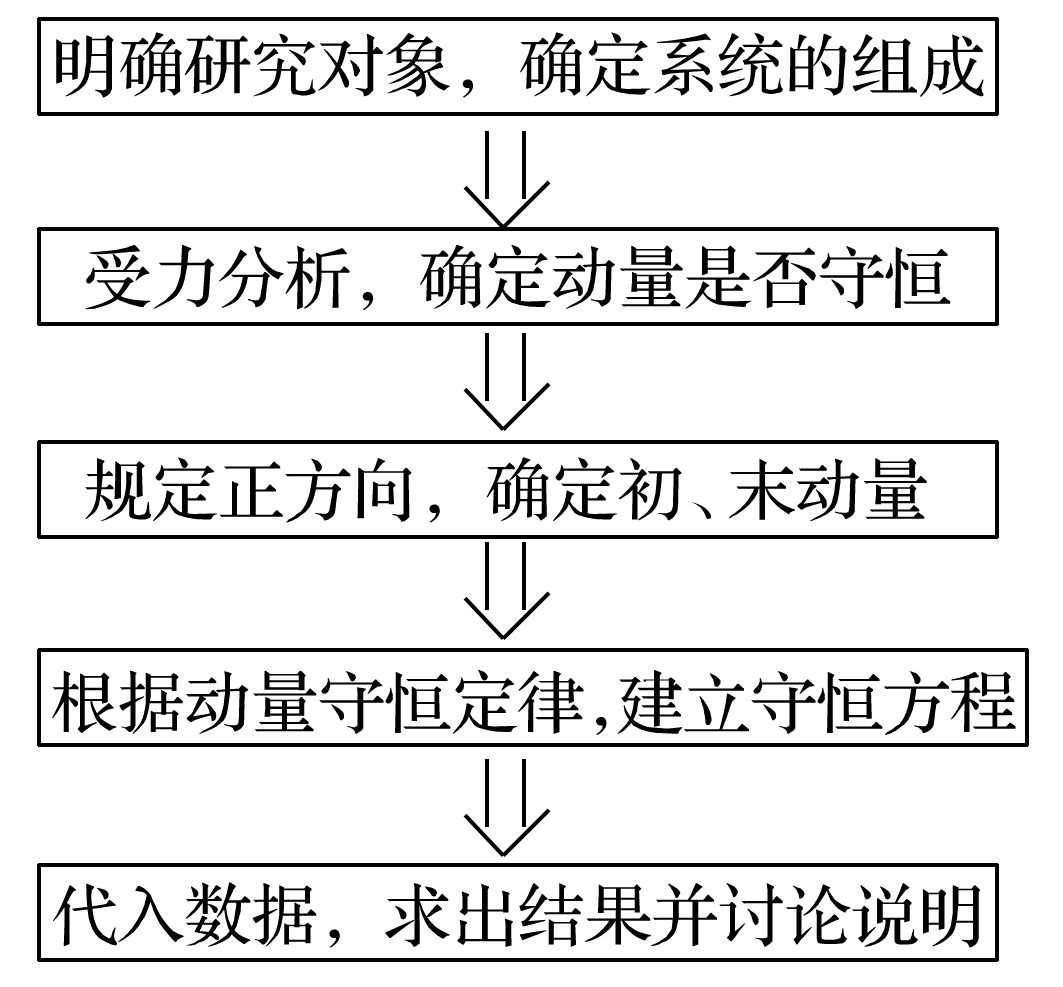 明确研究对象，确定系统的组成
受力分析，确定动量是否守恒
规定正方向，确定初、末动量
根据动量守恒定律,建立守恒方程
代入数据，求出结果并讨论说明